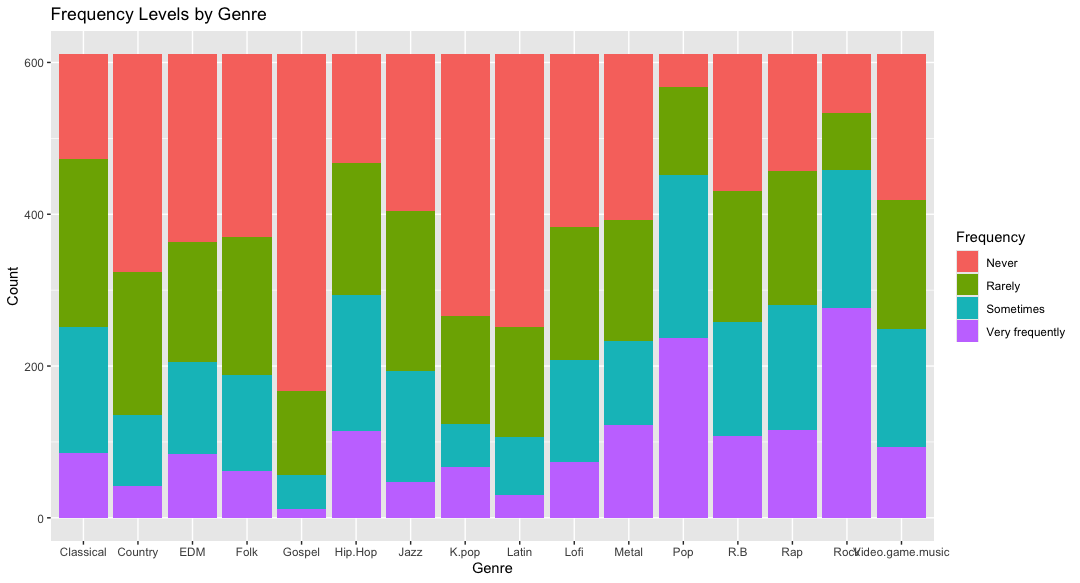 Frequency Levels by Genre
600
400
200
0
Count
Classical Country EDM Folk Gospel Hip.Hop Jazz K.pop Latin Lofi Metal Pop R.B Rap Rock Video.game.music
Genre
Frequency
Never
Rarely
Sometimes
Very frequently